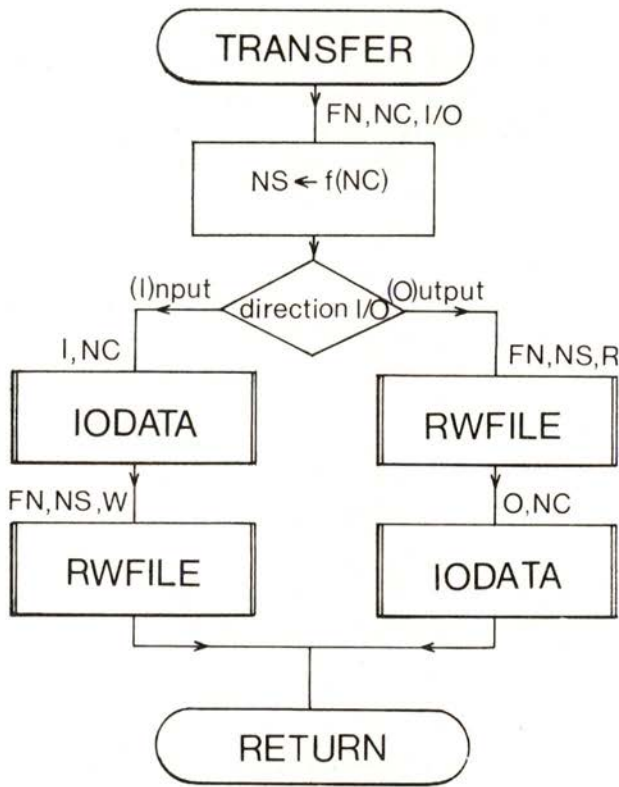 TRANSFER
FN,NC,I/O
NS ← f(NC)
(I)nput
direction I/O
(O)utput
I,NC
FN,NS,R
IODATA
RWFILE
FN,NS,W
O,NC
RWFILE
IODATA
RETURN